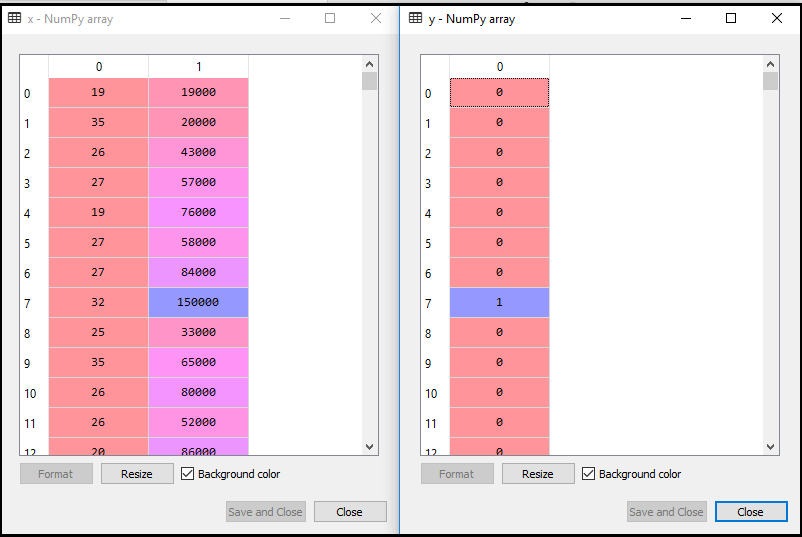 x - NumPy array
0 1
0 19 19000
1 35 20000
2 26 43000
3 27 57000
4 19 76000
5 27 58000
6 27 84000
7 32 150000
8 25 33000
9 35 65000
10 26 80000
11 26 52000
12 20 86000
Format Resize Background color
Save and Close Close
y - NumPy array
0
0 0
1 0
2 0
3 0
4 0
5 0
6 0
7 1
8 0
9 0
10 0
11 0
12 0
Format Resize Background color
Save and Close Close